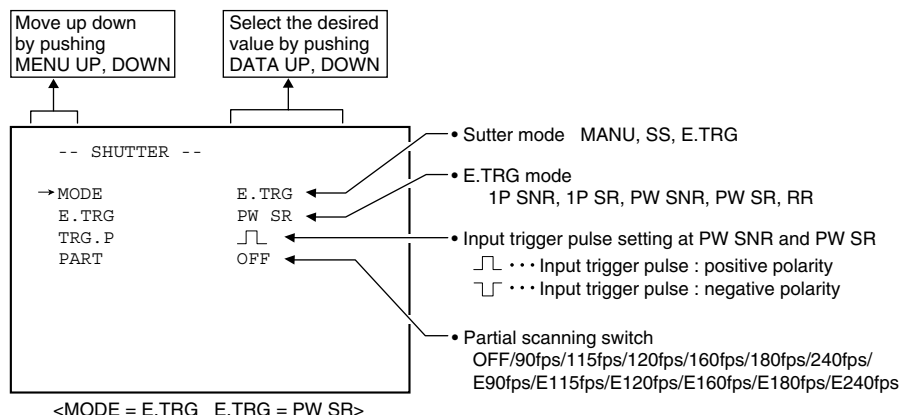 Move up down
by pushing
MENU UP, DOWN
Select the desired
value by pushing
DATA UP, DOWN
-- SHUTTER --
→MODE E.TRG
E.TRG PW SR
TRG.P
PART OFF
• Sutter mode MANU, SS, E.TRG
• E.TRG mode
1P SNR, 1P SR, PW SNR, PW SR, RR
• Input trigger pulse setting at PW SNR and PW SR
··· Input trigger pulse : positive polarity
··· Input trigger pulse : negative polarity
• Partial scanning switch
OFF/90fps/115fps/120fps/160fps/180fps/240fps/
E90fps/E115fps/E120fps/E160fps/E180fps/E240fps
<MODE = E.TRG E.TRG = PW SR>